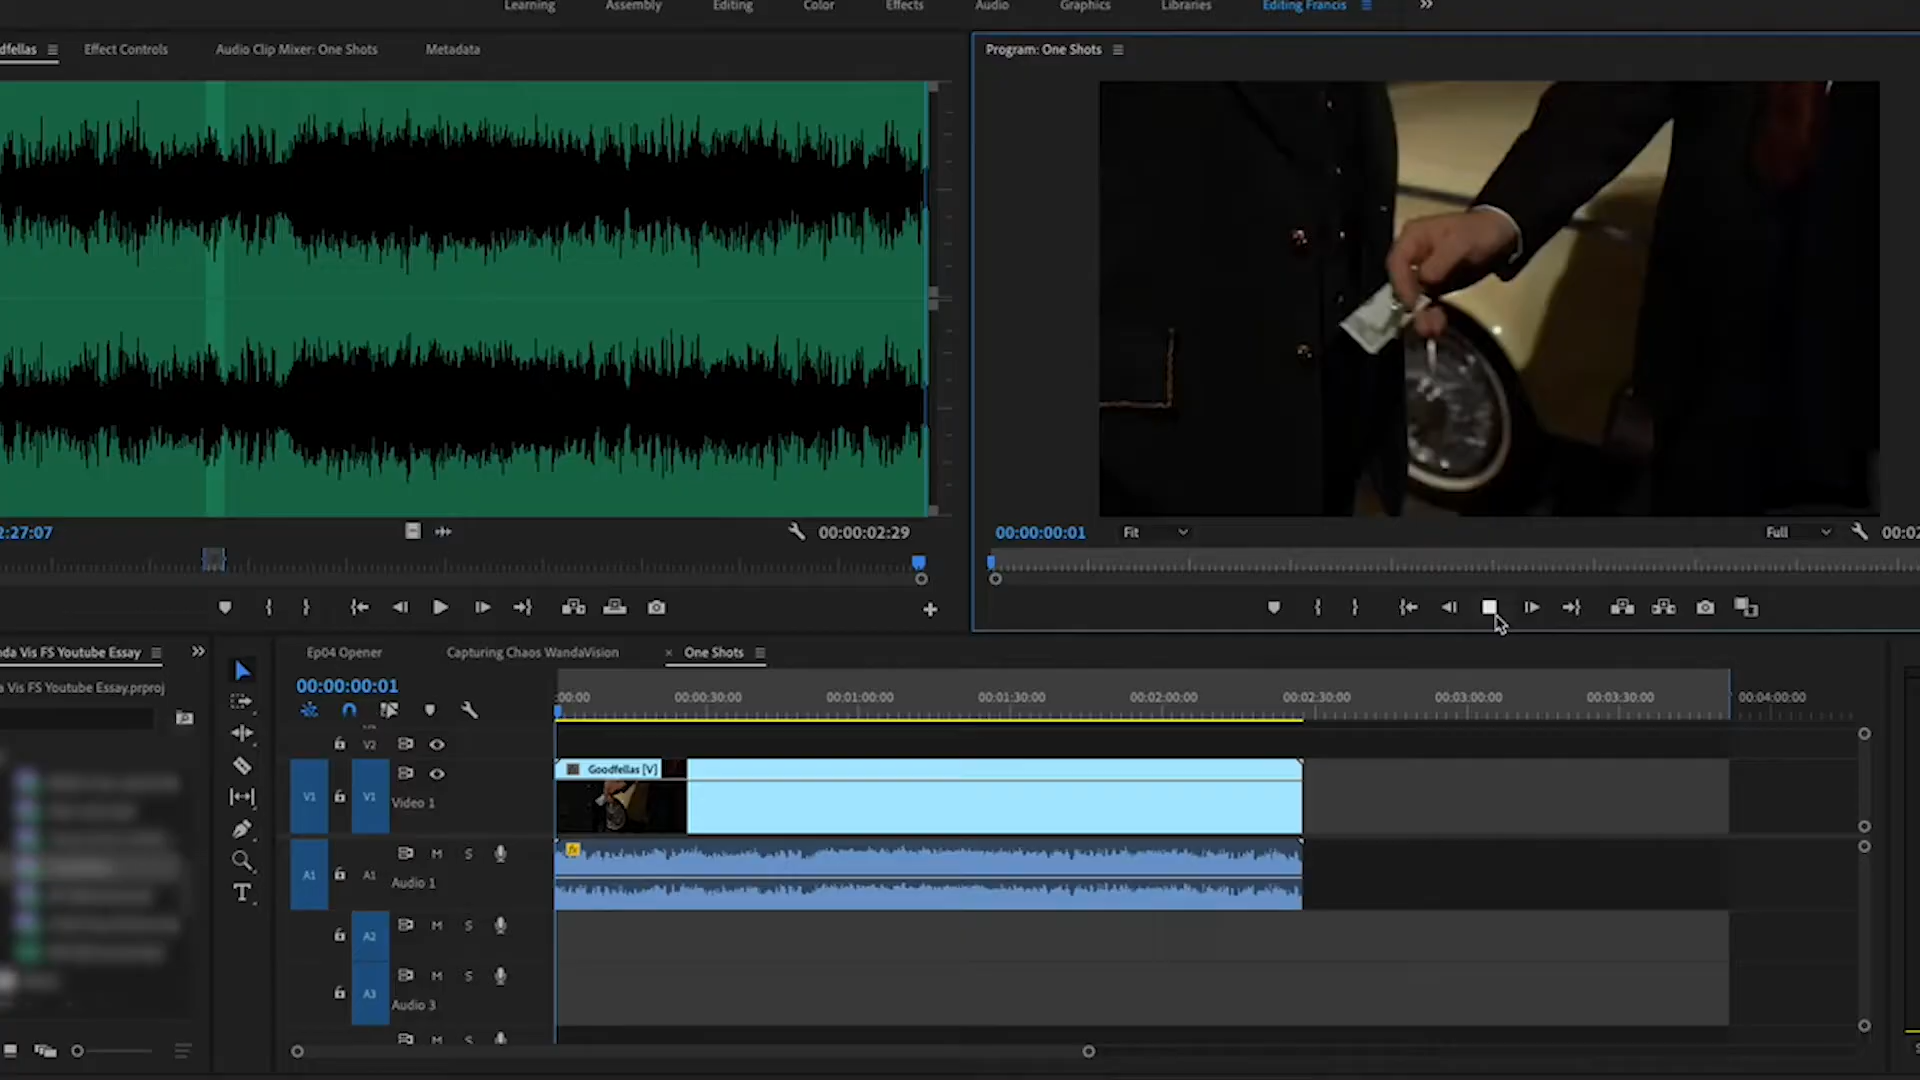 Learning Assembly Editing Color Effects Audio Graphics Libraries Editing Francis
dfellas Effect Controls Audio Clip Mixer: One Shots Metadata
Program: One Shots
2:27:07 00:00:02:29
00:00:00:01 Fit Full 00:02
nda Vis FS Youtube Essay
a Vis FS Youtube Essay.prproj
Ep04 Opener Capturing Chaos WandaVision × One Shots
00:00:00:01
:00:00 00:00:30:00 00:01:00:00 00:01:30:00 00:02:00:00 00:02:30:00 00:03:00:00 00:03:30:00 00:04:00:00
V2
Goodfellas [V]
V1 V1 Video 1
fx
M S
A1 A1 Audio 1
M S
A2
M S
A3 Audio 3
M S